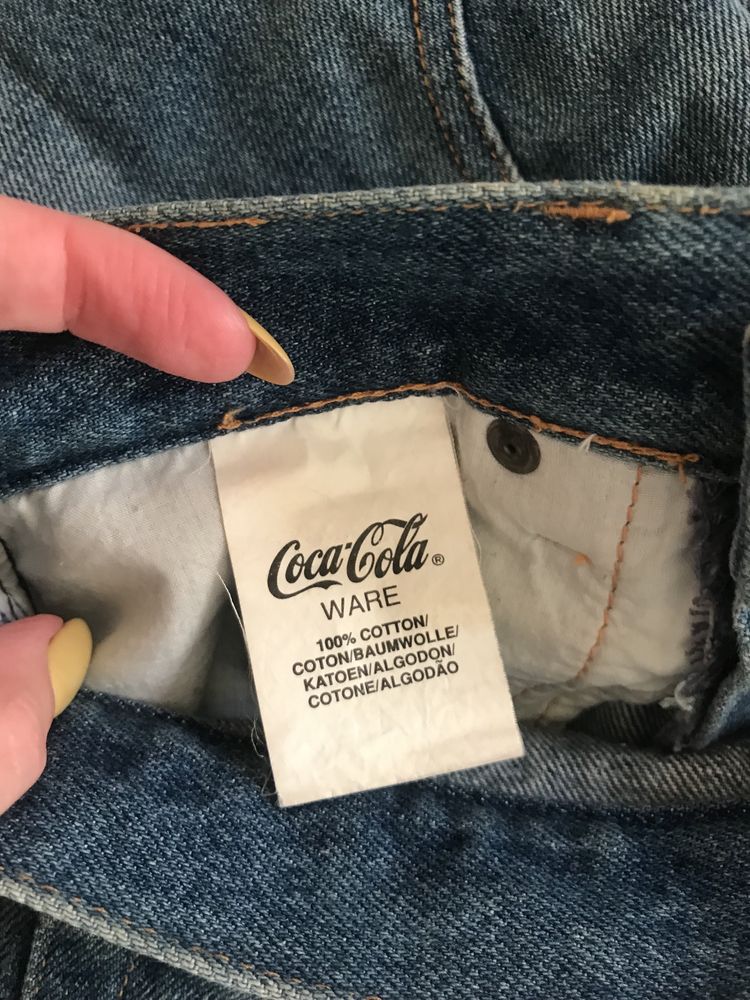 Coca-Cola®
WARE
100% COTTON/
COTON/BAUMWOLLE/
KATOEN/ALGODON/
COTONE/ALGODÃO